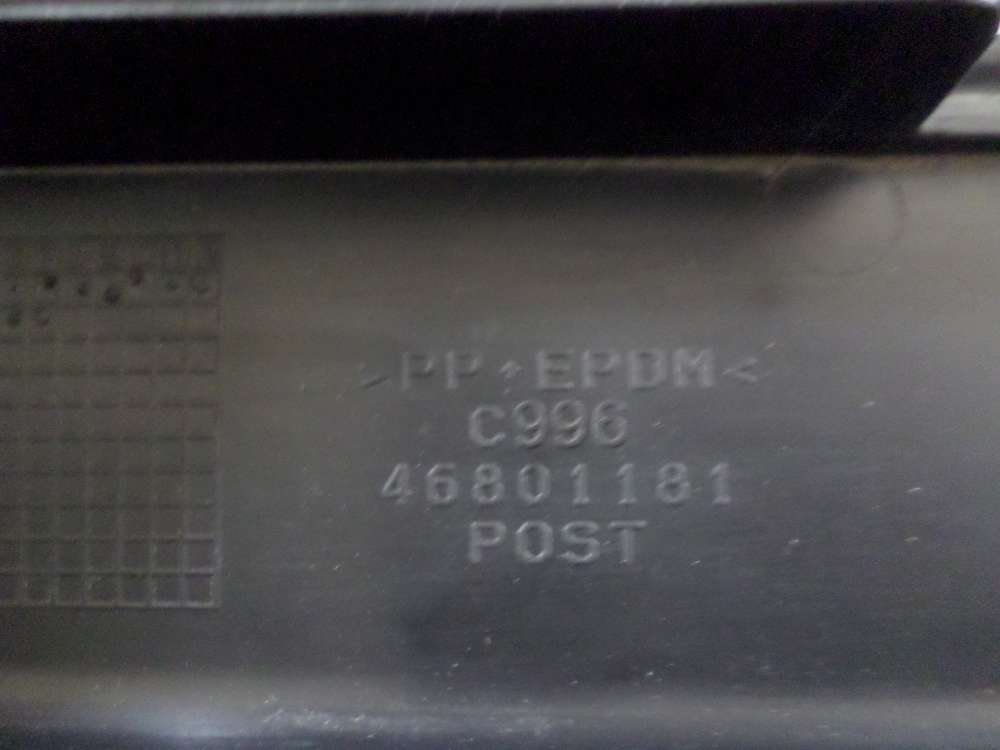 >PP+EPDM<
C996
46801181
POST